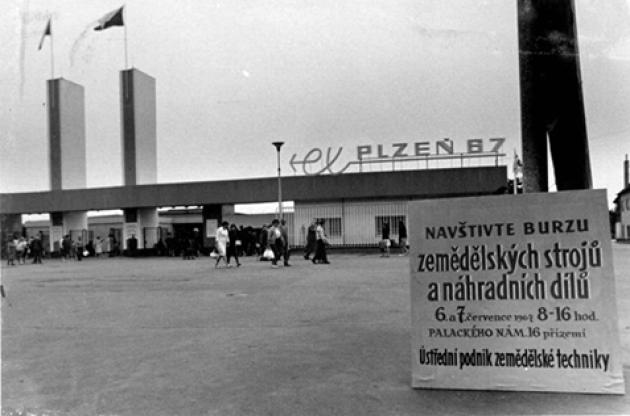 ex PLZEŇ 67
NAVŠTIVTE BURZU
zemědělských strojů
a náhradních dílů
6. a 7. července 1967 8-16 hod.
PALACKÉHO NÁM. 16 přízemí
Ústřední podnik zemědělské techniky